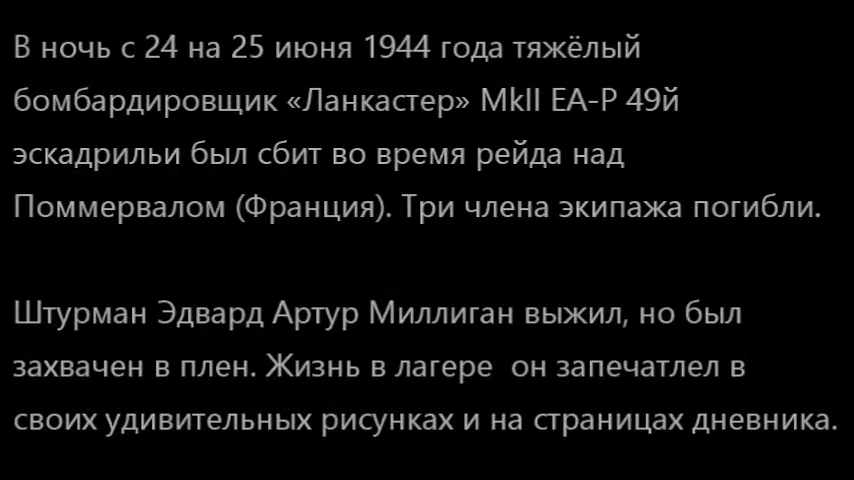 В ночь с 24 на 25 июня 1944 года тяжёлый
бомбардировщик «Ланкастер» MkII EA-P 49й
эскадрильи был сбит во время рейда над
Поммервалом (Франция). Три члена экипажа погибли.
Штурман Эдвард Артур Миллиган выжил, но был
захвачен в плен. Жизнь в лагере он запечатлел в
своих удивительных рисунках и на страницах дневника.